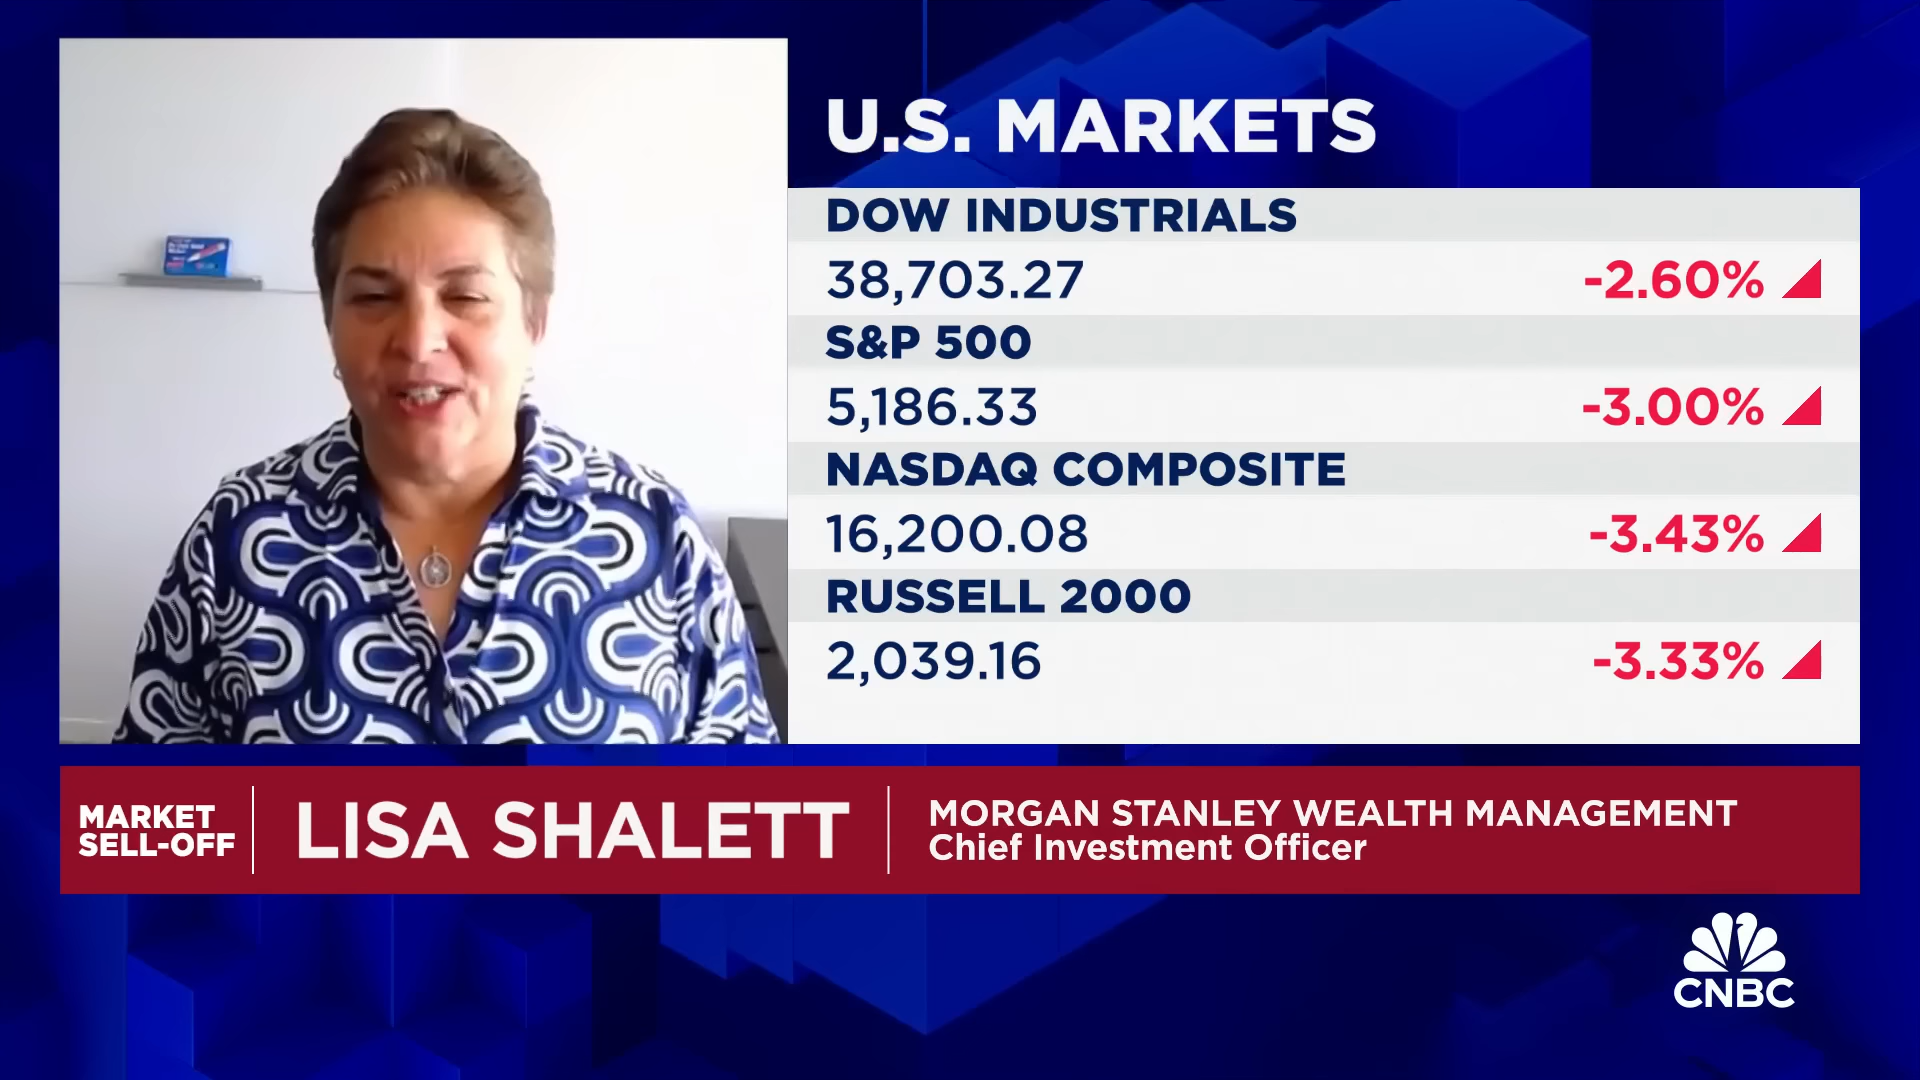 U.S. MARKETS
DOW INDUSTRIALS
38,703.27 -2.60%
S&P 500
5,186.33 -3.00%
NASDAQ COMPOSITE
16,200.08 -3.43%
RUSSELL 2000
2,039.16 -3.33%
MARKET
SELL-OFF
LISA SHALETT
MORGAN STANLEY WEALTH MANAGEMENT
Chief Investment Officer
CNBC